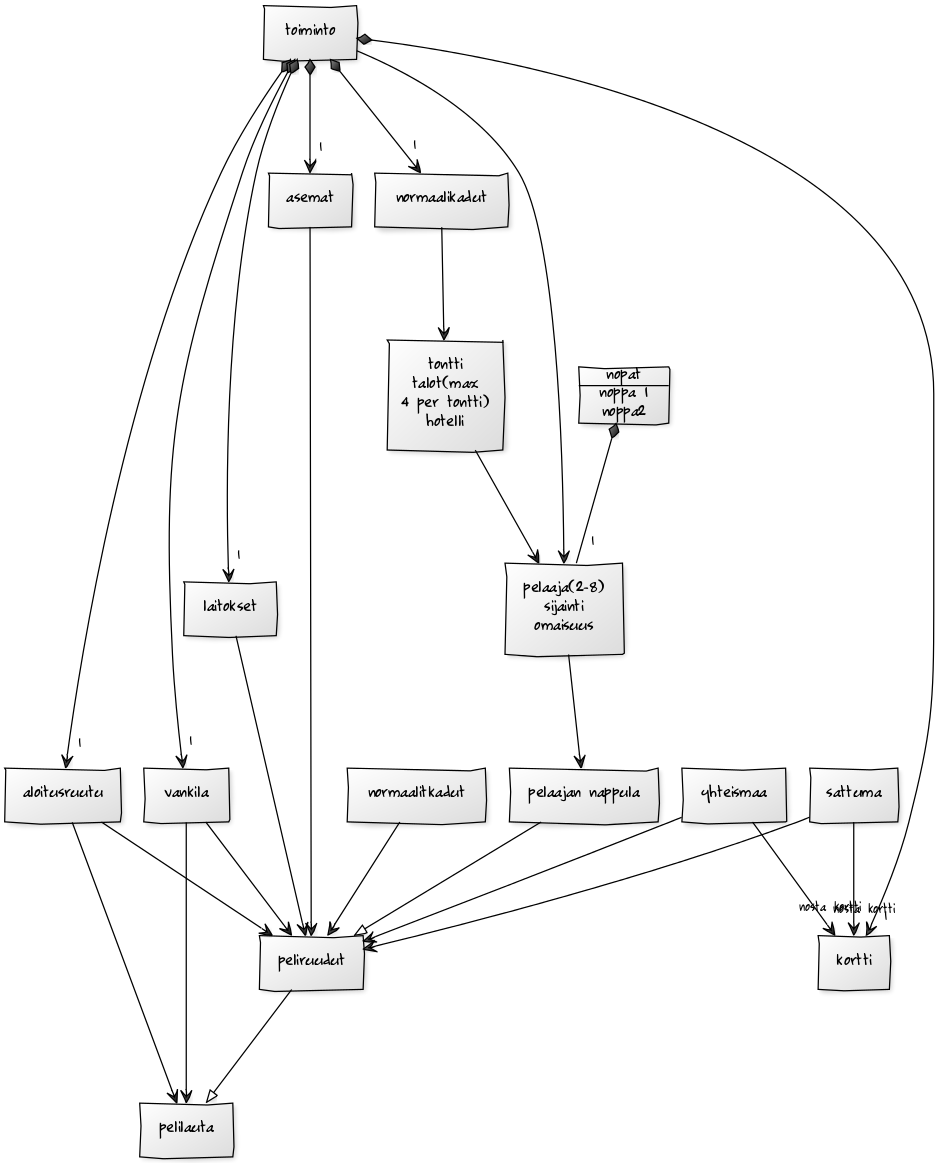 toiminto
1
1
asemat
normaalikadut
tontti
talot(max
4 per tontti)
hotelli
nopat
noppa 1
noppa2
1
1
laitokset
pelaaja(2-8)
sijainti
omaisuus
1
1
aloitusruutu
vankila
normaalitkadut
pelaajan nappula
yhteismaa
sattuma
nosta kortti
nosta kortti
peliruudut
kortti
pelilauta